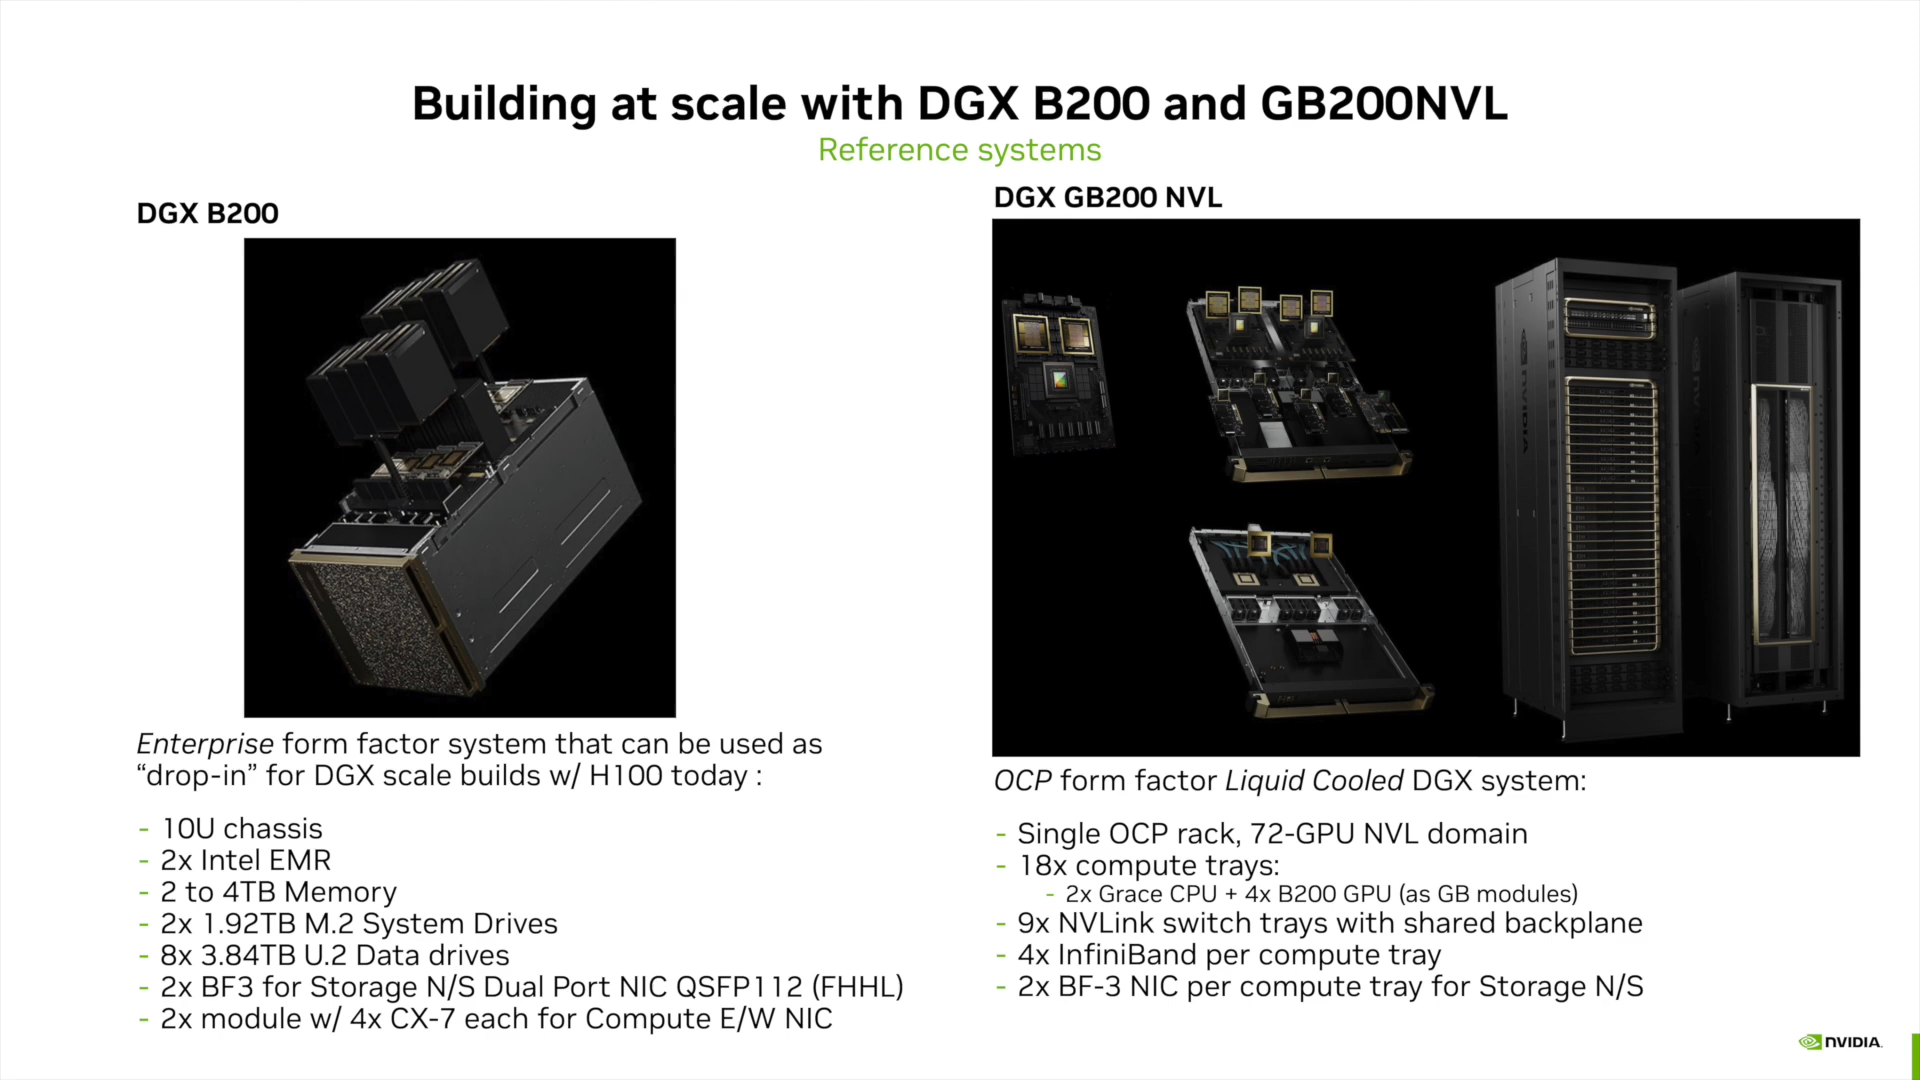 Building at scale with DGX B200 and GB200NVL
Reference systems
DGX B200
Enterprise form factor system that can be used as
“drop-in” for DGX scale builds w/ H100 today :
- 10U chassis
- 2x Intel EMR
- 2 to 4TB Memory
- 2x 1.92TB M.2 System Drives
- 8x 3.84TB U.2 Data drives
- 2x BF3 for Storage N/S Dual Port NIC QSFP112 (FHHL)
- 2x module w/ 4x CX-7 each for Compute E/W NIC
DGX GB200 NVL
NVIDIA
OCP form factor Liquid Cooled DGX system:
- Single OCP rack, 72-GPU NVL domain
- 18x compute trays:
- 2x Grace CPU + 4x B200 GPU (as GB modules)
- 9x NVLink switch trays with shared backplane
- 4x InfiniBand per compute tray
- 2x BF-3 NIC per compute tray for Storage N/S
NVIDIA.